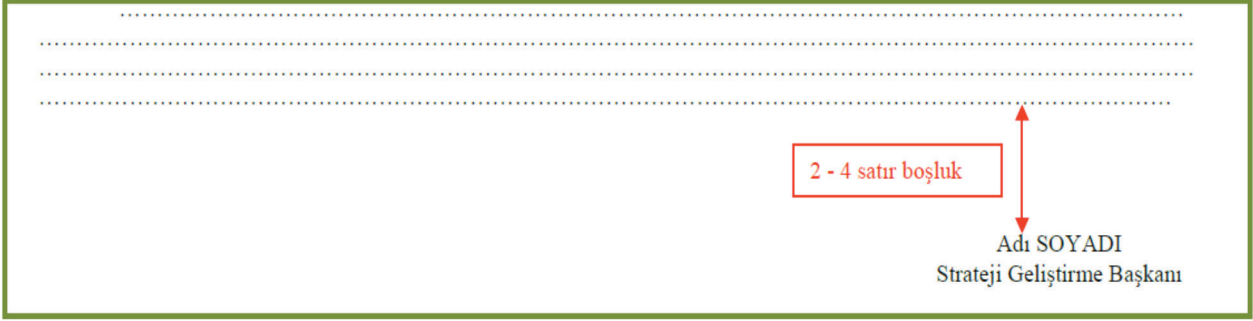 ........................................................................................................................................
....................................................................................................................................................
....................................................................................................................................................
.................................................................................................................................................
2 - 4 satır boşluk
Adı SOYADI
Strateji Geliştirme Başkanı